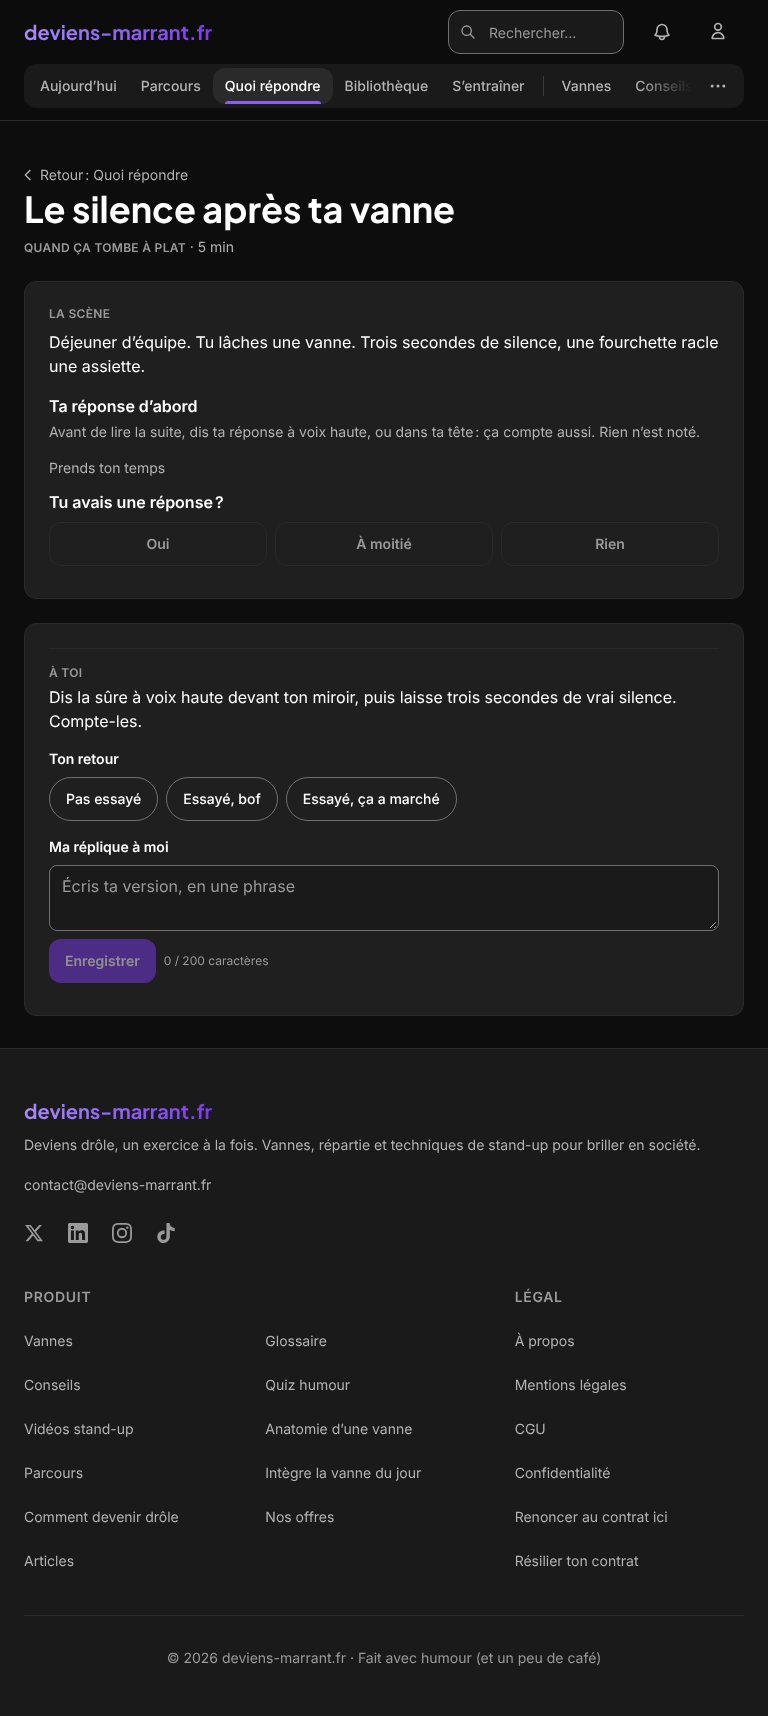 deviens-marrant.fr
Rechercher...
Aujourd’hui Parcours Quoi répondre Bibliothèque S’entraîner Vannes Conseils
Retour : Quoi répondre
Le silence après ta vanne
QUAND ÇA TOMBE À PLAT · 5 min
LA SCÈNE
Déjeuner d’équipe. Tu lâches une vanne. Trois secondes de silence, une fourchette racle
une assiette.
Ta réponse d’abord
Avant de lire la suite, dis ta réponse à voix haute, ou dans ta tête : ça compte aussi. Rien n’est noté.
Prends ton temps
Tu avais une réponse ?
Oui À moitié Rien
À TOI
Dis la sûre à voix haute devant ton miroir, puis laisse trois secondes de vrai silence.
Compte-les.
Ton retour
Pas essayé Essayé, bof Essayé, ça a marché
Ma réplique à moi
Écris ta version, en une phrase
Enregistrer 0 / 200 caractères
deviens-marrant.fr
Deviens drôle, un exercice à la fois. Vannes, répartie et techniques de stand-up pour briller en société.
contact@deviens-marrant.fr
PRODUIT LÉGAL
Vannes Glossaire À propos
Conseils Quiz humour Mentions légales
Vidéos stand-up Anatomie d’une vanne CGU
Parcours Intègre la vanne du jour Confidentialité
Comment devenir drôle Nos offres Renoncer au contrat ici
Articles Résilier ton contrat
© 2026 deviens-marrant.fr · Fait avec humour (et un peu de café)